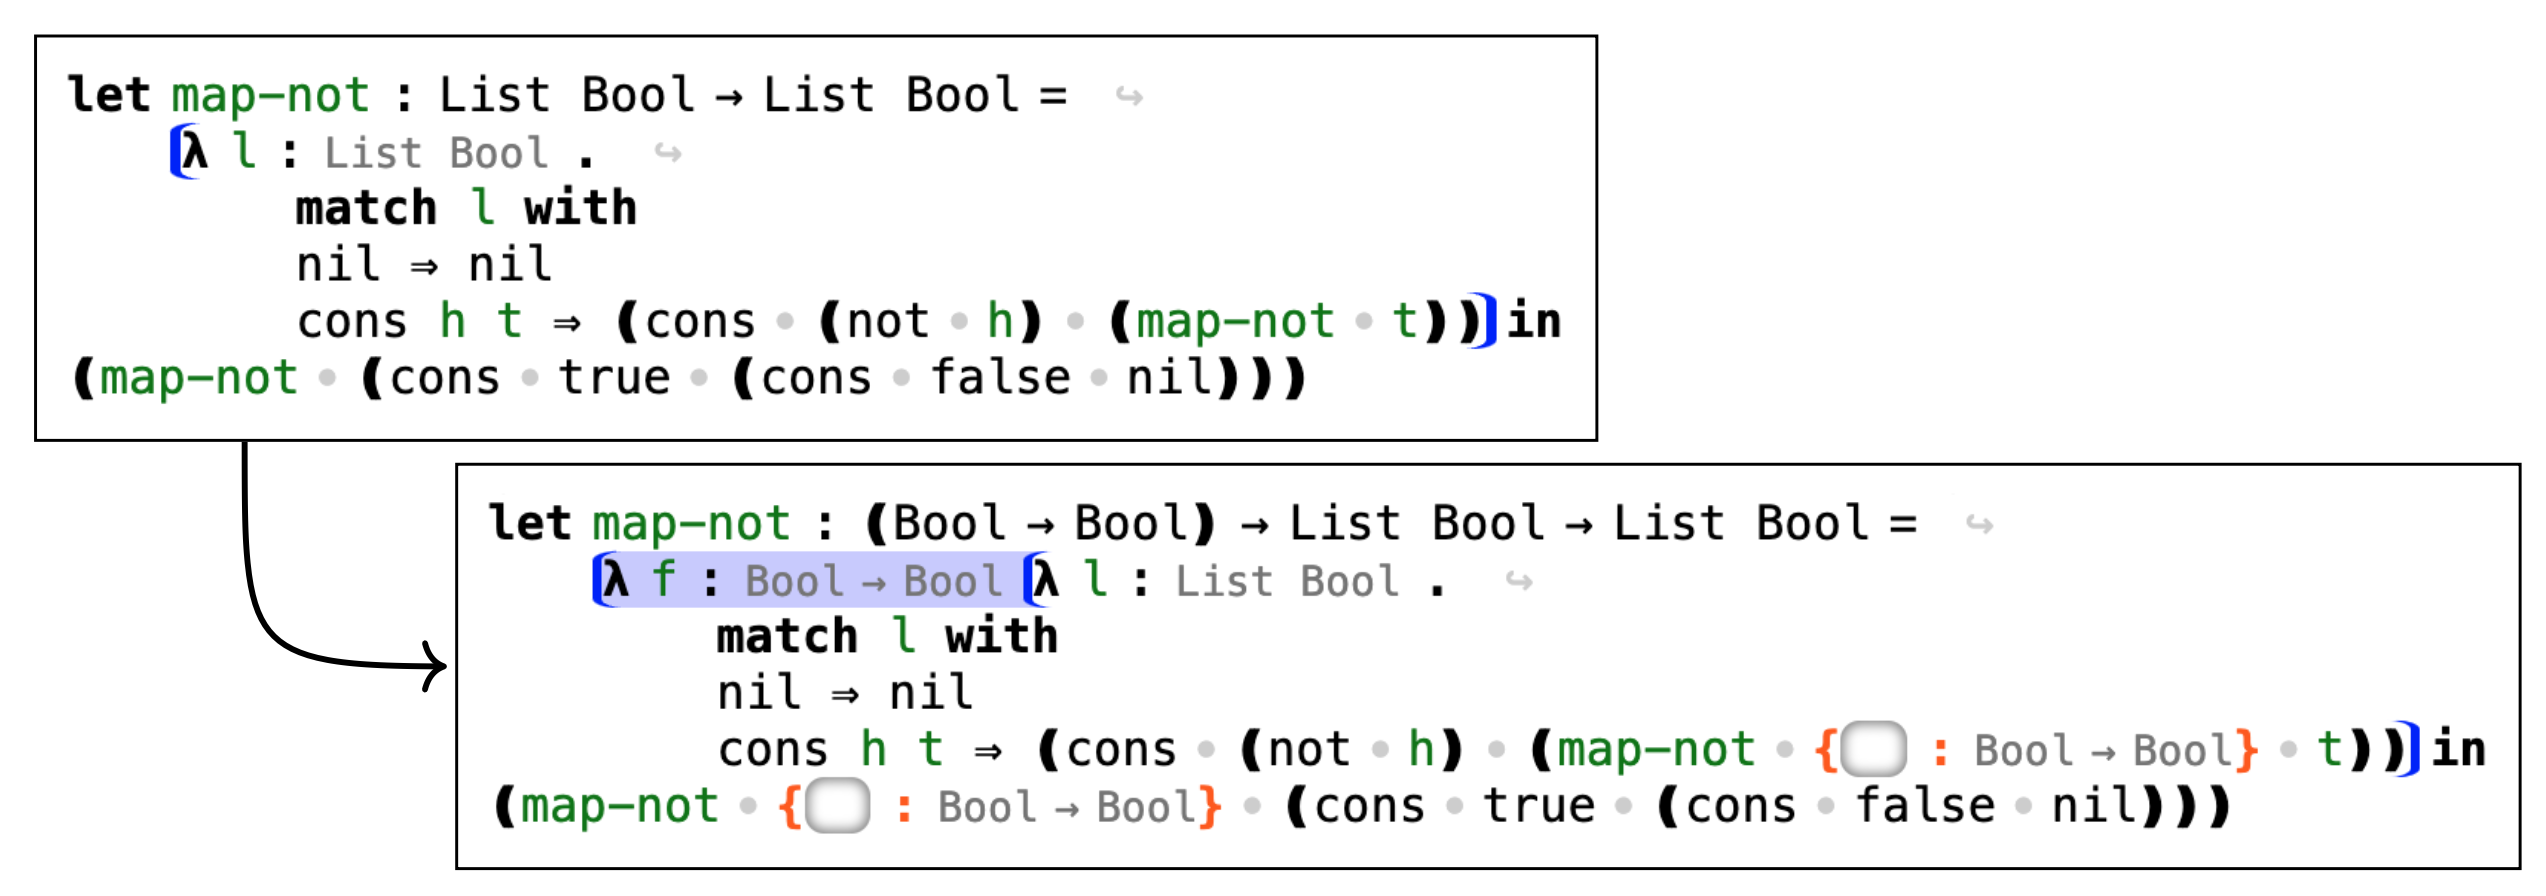 let map-not : List Bool → List Bool = ↪
(λ l : List Bool . ↪
match l with
nil ⇒ nil
cons h t ⇒ (cons • (not • h) • (map-not • t))) in
(map-not • (cons • true • (cons • false • nil)))
let map-not : (Bool → Bool) → List Bool → List Bool = ↪
(λ f : Bool → Bool (λ l : List Bool . ↪
match l with
nil ⇒ nil
cons h t ⇒ (cons • (not • h) • (map-not • { : Bool → Bool} • t))) in
(map-not • { : Bool → Bool} • (cons • true • (cons • false • nil)))